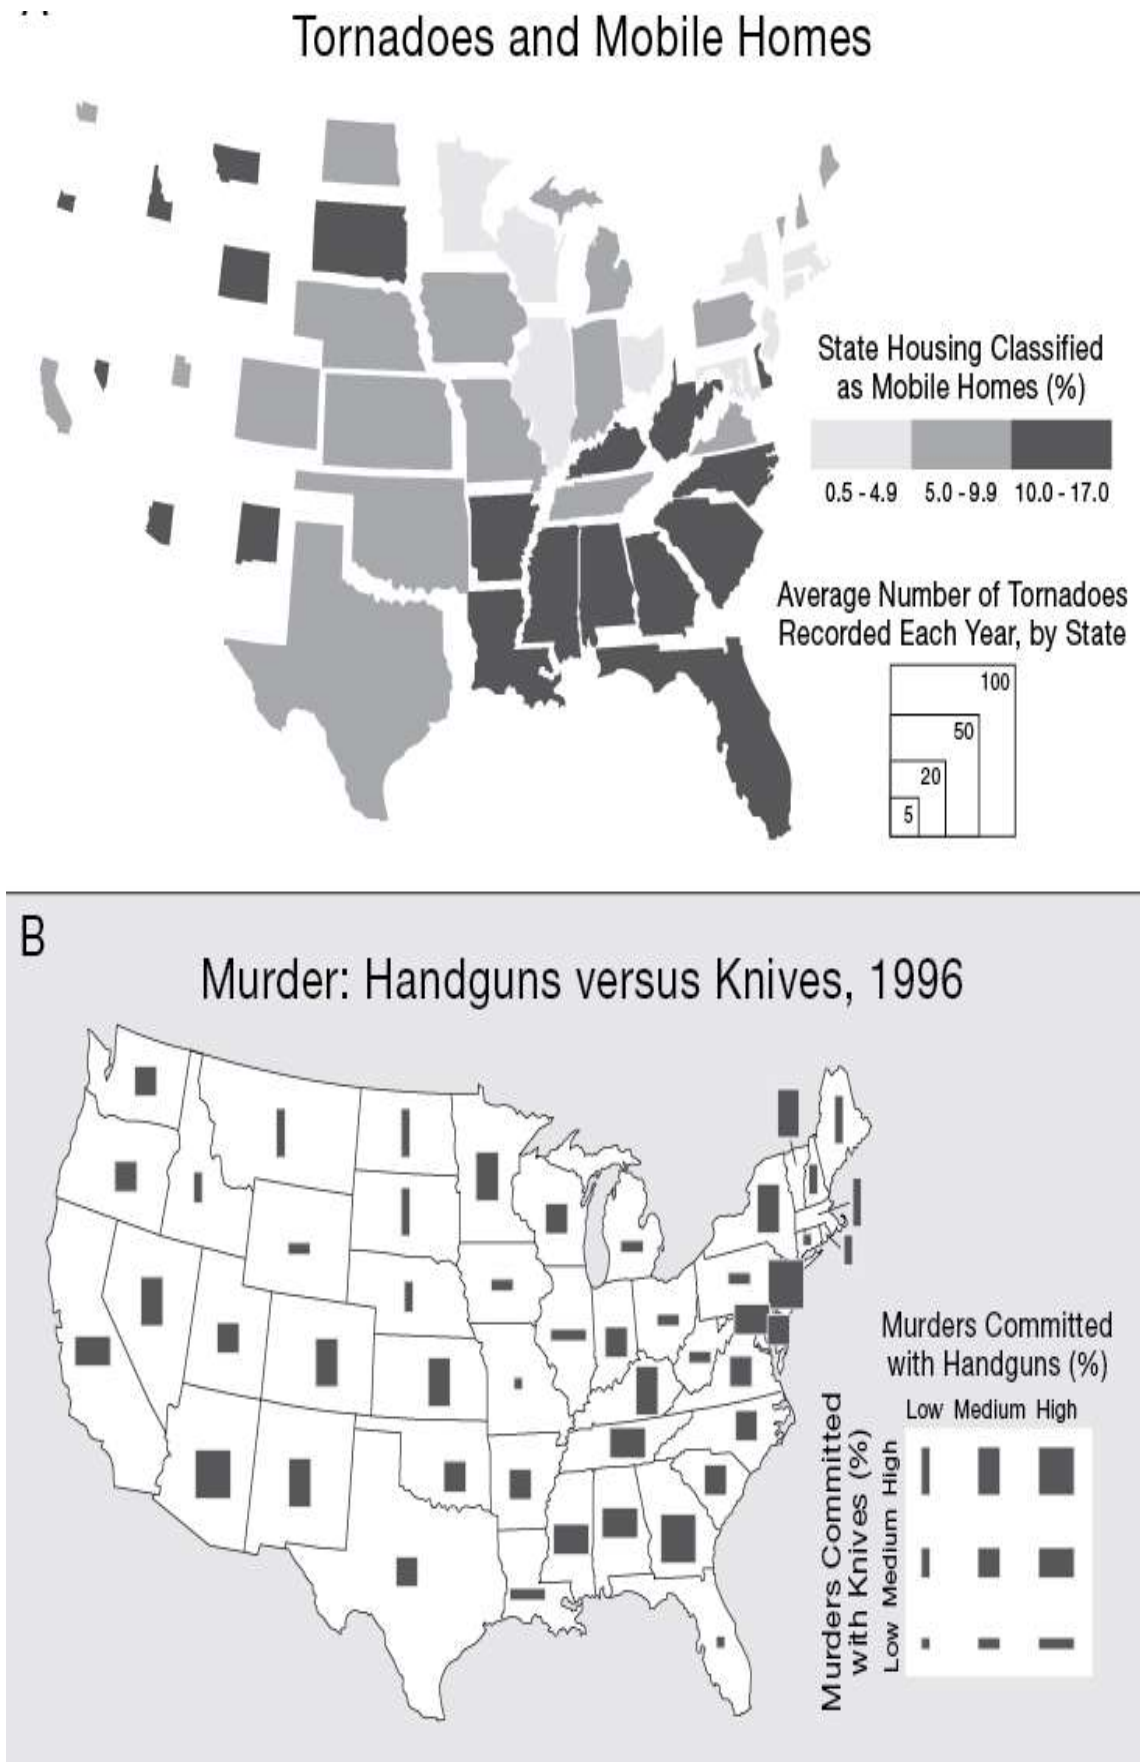 Tornadoes and Mobile Homes
State Housing Classified
as Mobile Homes (%)
0.5 - 4.9 5.0 - 9.9 10.0 - 17.0
Average Number of Tornadoes
Recorded Each Year, by State
100
50
20
5
B
Murder: Handguns versus Knives, 1996
Murders Committed
with Handguns (%)
Low Medium High
Murders Committed
with Knives (%)
Low Medium High